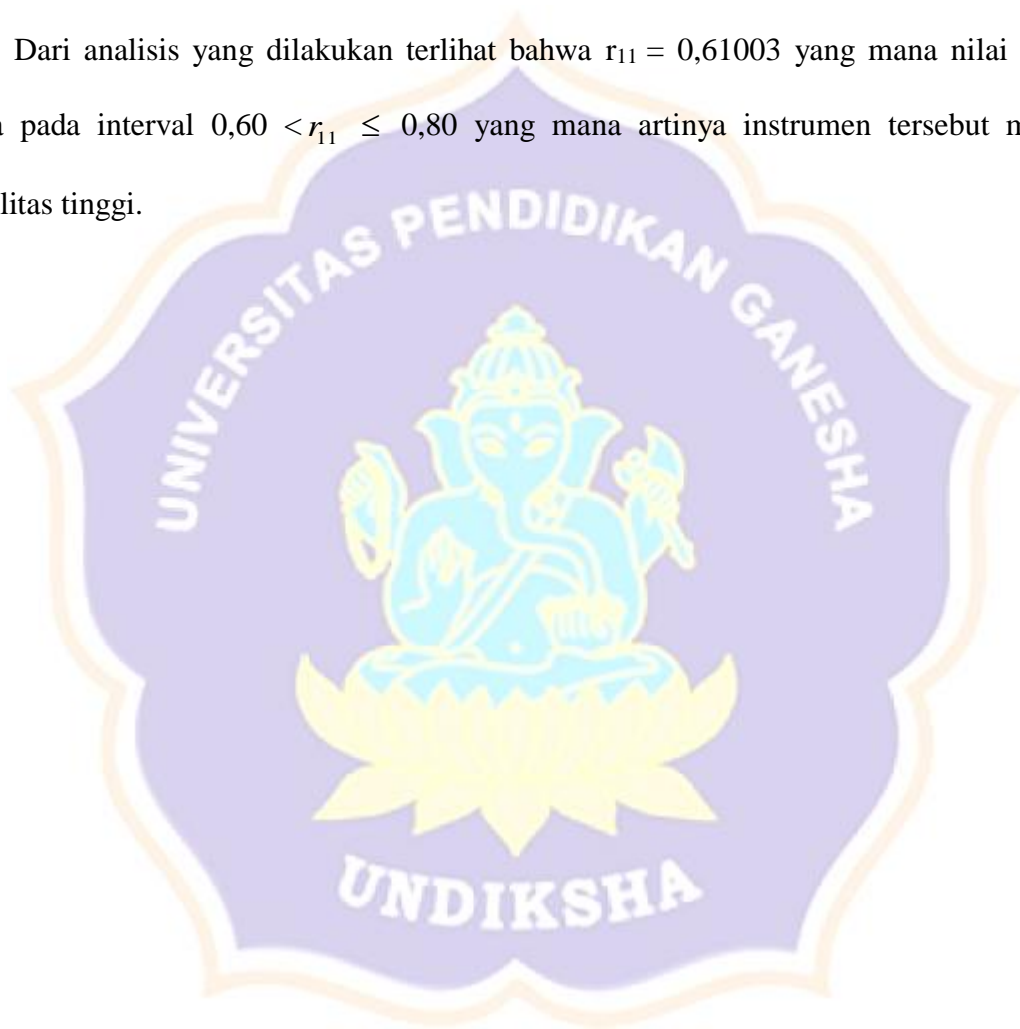 Dari analisis yang dilakukan terlihat bahwa r₁₁ = 0,61003 yang mana nilai
pada interval 0,60 < r₁₁ ≤ 0,80 yang mana artinya instrumen tersebut
tinggi.
UNIVERSITAS PENDIDIKAN GANESHA
UNDIKSHA